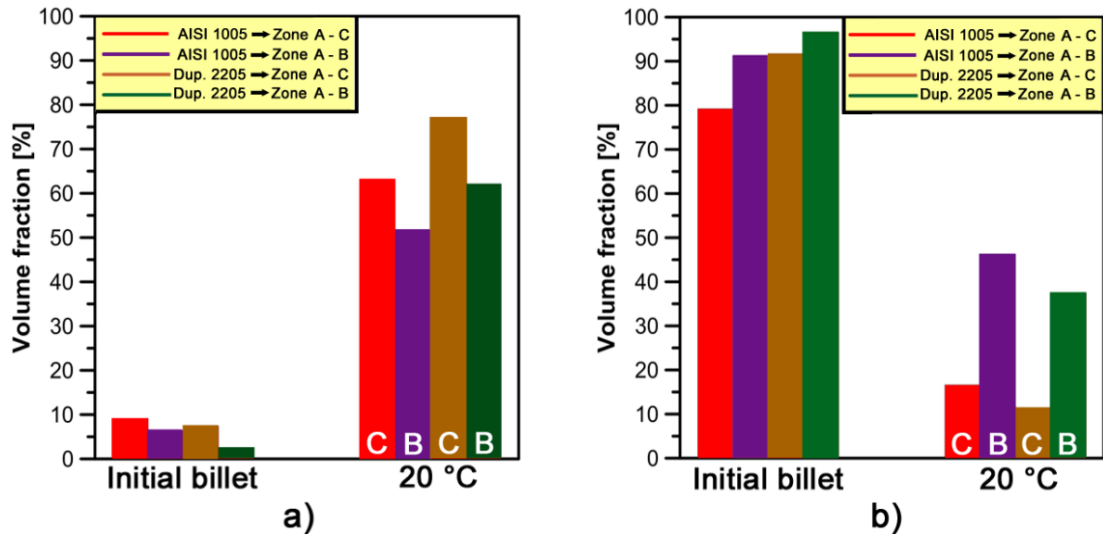 Volume fraction [%]
100
90
80
70
60
50
40
30
20
10
0
AISI 1005 → Zone A - C
AISI 1005 → Zone A - B
Dup. 2205 → Zone A - C
Dup. 2205 → Zone A - B
C B C B
Initial billet 20 °C
a)
Volume fraction [%]
100
90
80
70
60
50
40
30
20
10
0
AISI 1005 → Zone A - C
AISI 1005 → Zone A - B
Dup. 2205 → Zone A - C
Dup. 2205 → Zone A - B
C B C B
Initial billet 20 °C
b)